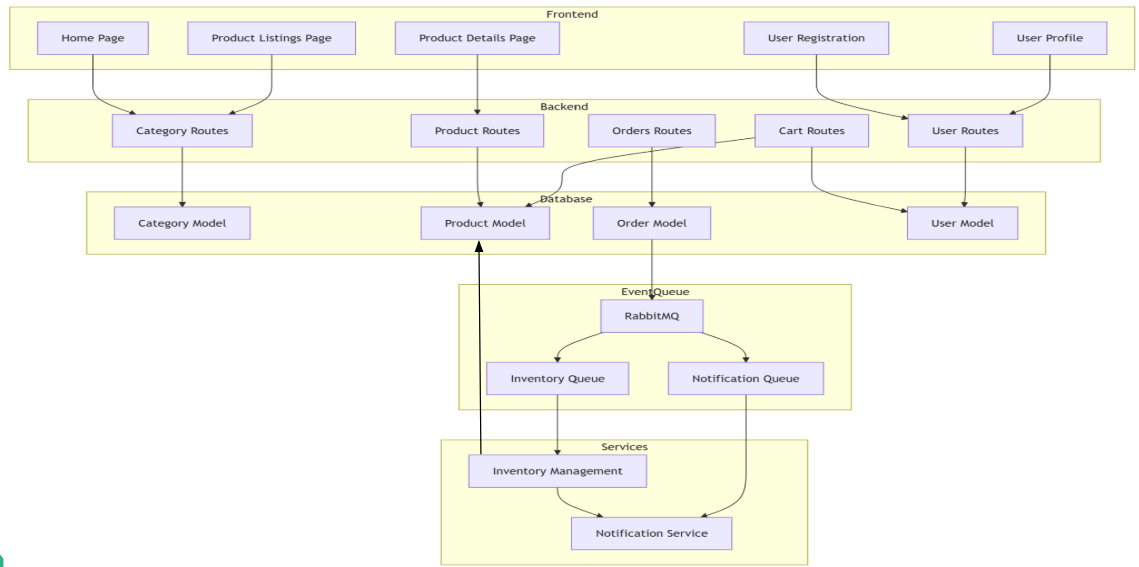 Frontend
Home Page
Product Listings Page
Product Details Page
User Registration
User Profile
Backend
Category Routes
Product Routes
Orders Routes
Cart Routes
User Routes
Database
Category Model
Product Model
Order Model
User Model
EventQueue
RabbitMQ
Inventory Queue
Notification Queue
Services
Inventory Management
Notification Service